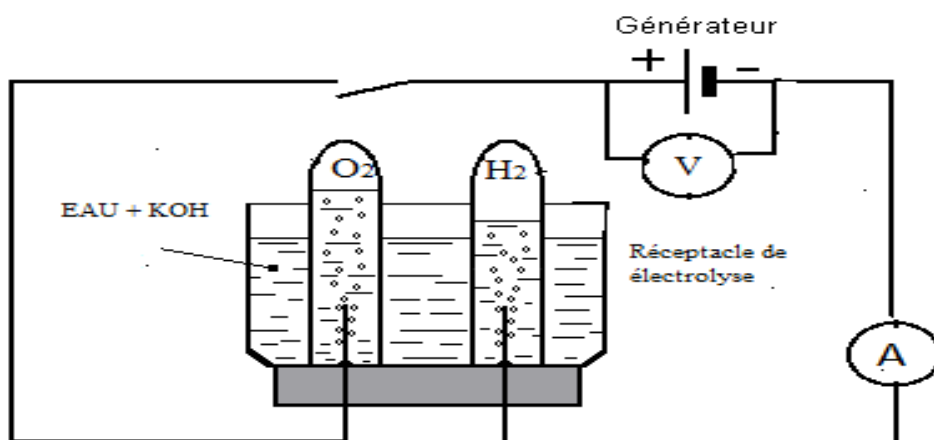 Générateur
+ −
V
O2 H2
EAU + KOH
Réceptacle de
électrolyse
A